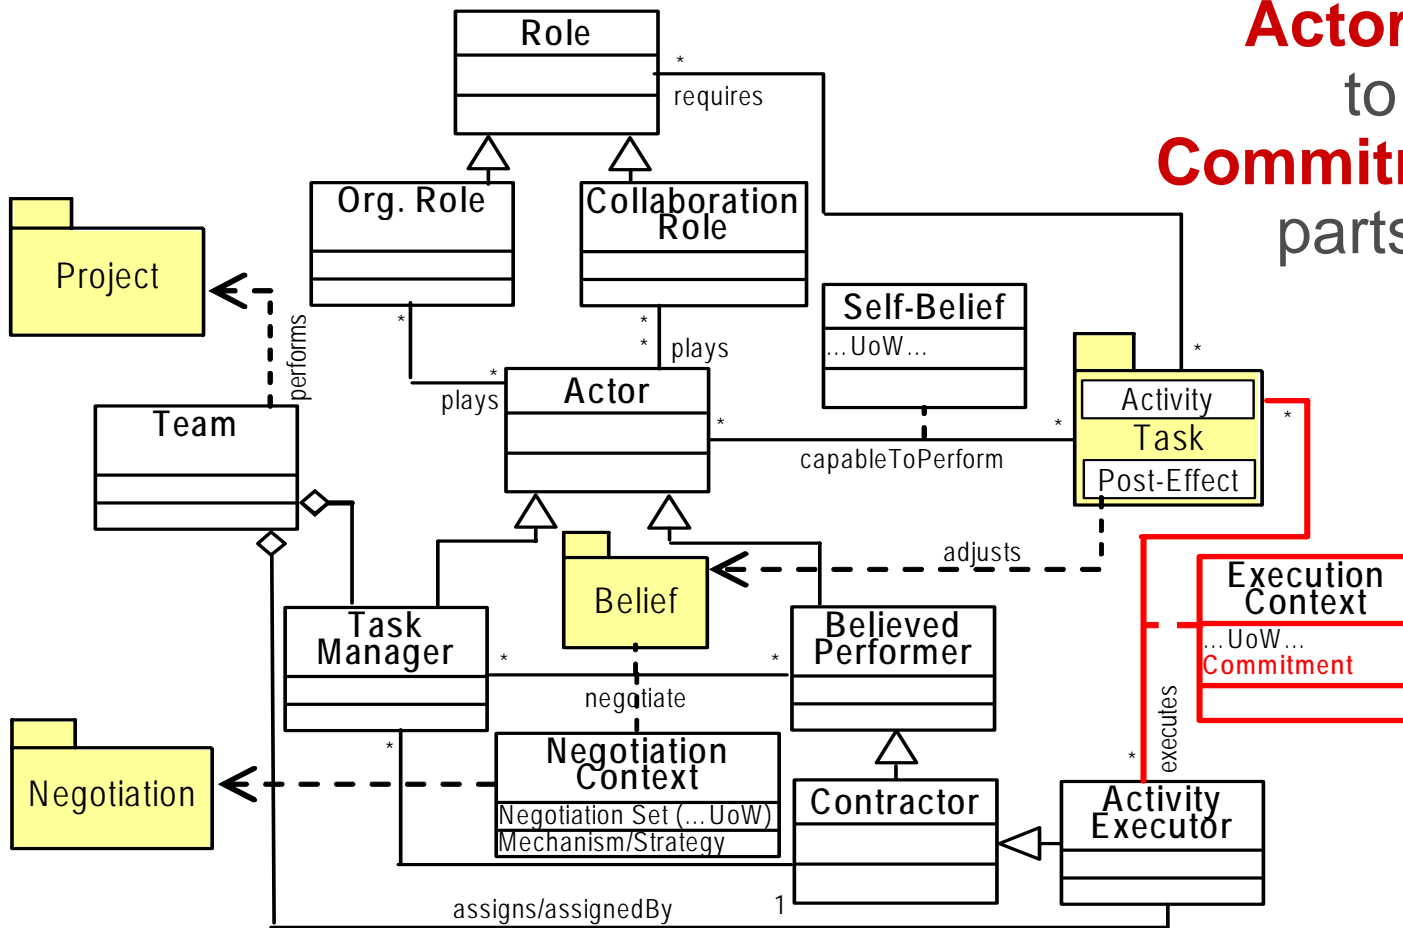 Role
*
requires
Actor
to
Commitm
parts
Org. Role
Collaboration
Role
Project
performs
*
*
*
plays
*
plays
Self-Belief
...UoW...
*
Actor
Team
Activity
Task
Post-Effect
*
*
*
capableToPerform
adjusts
Belief
Task
Manager
Believed
Performer
Execution
Context
...UoW...
Commitment
*
*
negotiate
executes
*
*
Negotiation
Negotiation
Context
Negotiation Set (...UoW)
Mechanism/Strategy
Contractor
Activity
Executor
assigns/assignedBy
1